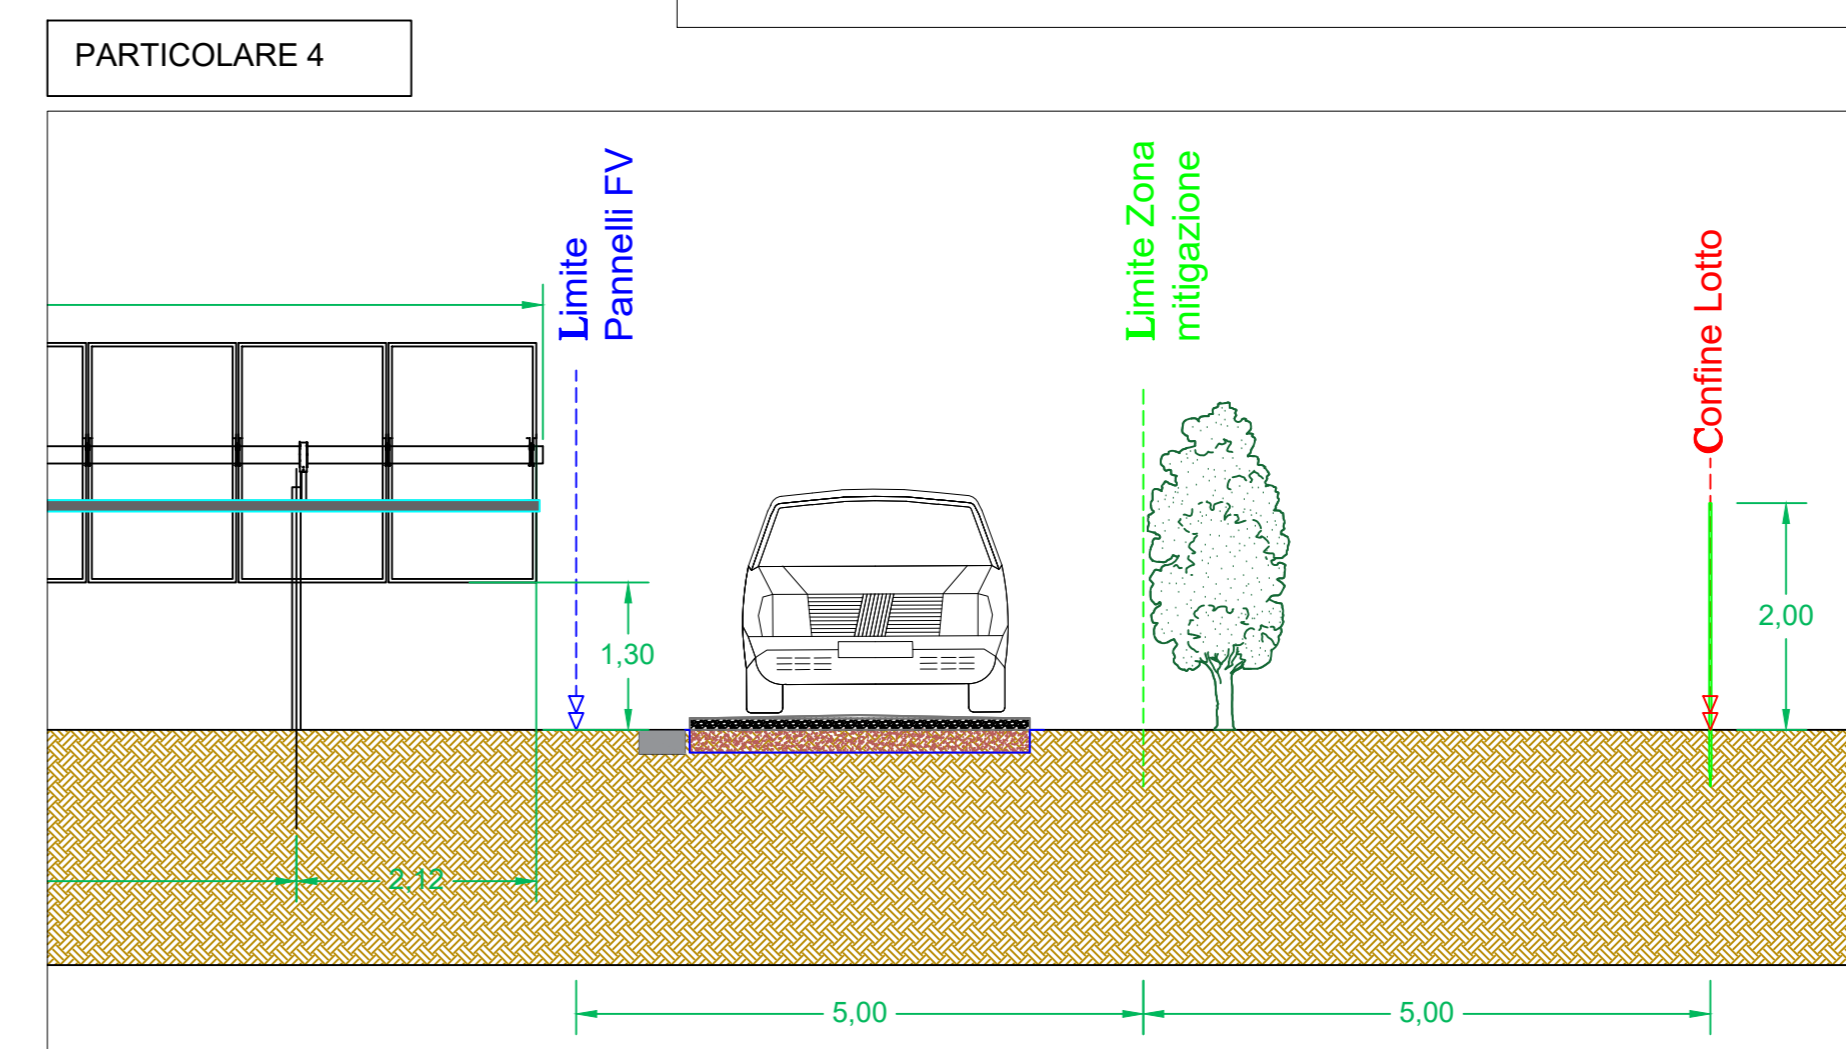 PARTICOLARE 4
Limite
Pannelli FV
Limite Zona
mitigazione
Confine Lotto
1,30
2,00
2,12
5,00
5,00